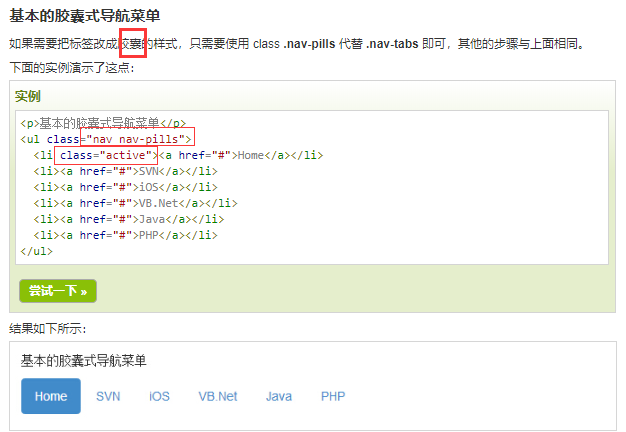 基本的胶囊式导航菜单
如果需要把标签改成胶囊的样式，只需要使用 class .nav-pills 代替 .nav-tabs 即可，其他的步骤与上面相同。
下面的实例演示了这点：
实例
<p>基本的胶囊式导航菜单</p>
<ul class="nav nav-pills">
<li class="active"><a href="#">Home</a></li>
<li><a href="#">SVN</a></li>
<li><a href="#">iOS</a></li>
<li><a href="#">VB.Net</a></li>
<li><a href="#">Java</a></li>
<li><a href="#">PHP</a></li>
</ul>
尝试一下 »
结果如下所示：
基本的胶囊式导航菜单
Home SVN iOS VB.Net Java PHP